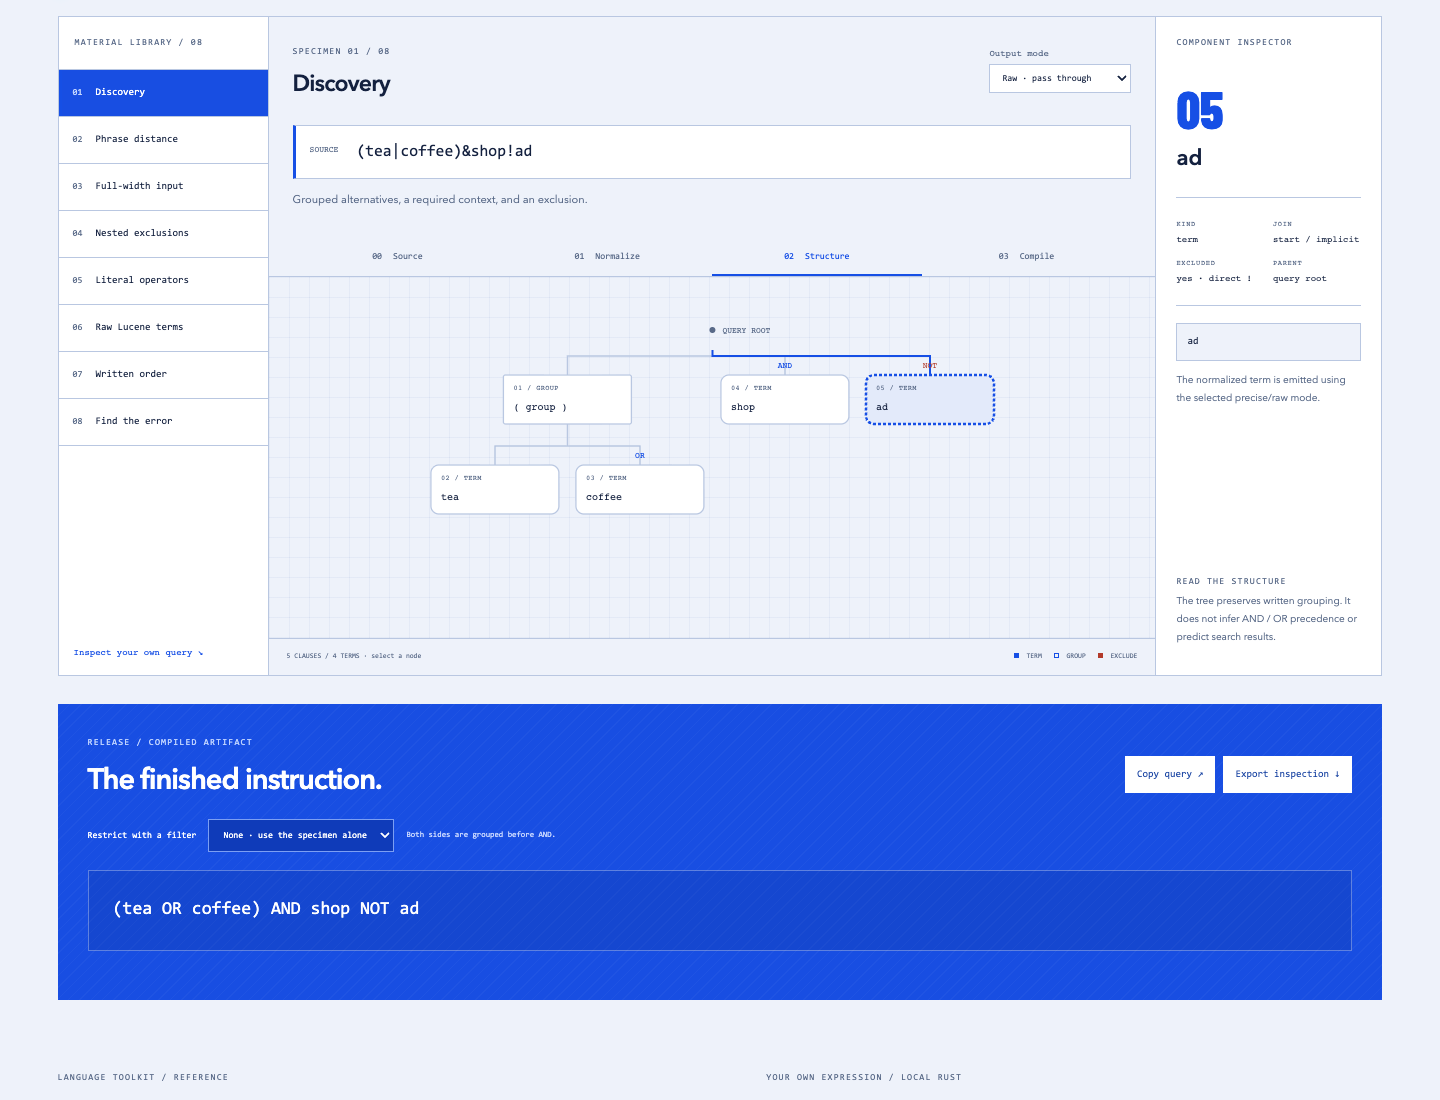 MATERIAL LIBRARY / 08
01 Discovery
02 Phrase distance
03 Full-width input
04 Nested exclusions
05 Literal operators
06 Raw Lucene terms
07 Written order
08 Find the error
Inspect your own query ↘
SPECIMEN 01 / 08
Discovery
Output mode
Raw · pass through
SOURCE (tea|coffee)&shop!ad
Grouped alternatives, a required context, and an exclusion.
00 Source
01 Normalize
02 Structure
03 Compile
QUERY ROOT
AND
NOT
01 / GROUP
( group )
04 / TERM
shop
05 / TERM
ad
OR
02 / TERM
tea
03 / TERM
coffee
5 CLAUSES / 4 TERMS · select a node
TERM
GROUP
EXCLUDE
COMPONENT INSPECTOR
05
ad
KIND
term
JOIN
start / implicit
EXCLUDED
yes · direct !
PARENT
query root
ad
The normalized term is emitted using
the selected precise/raw mode.
READ THE STRUCTURE
The tree preserves written grouping. It
does not infer AND / OR precedence or
predict search results.
RELEASE / COMPILED ARTIFACT
The finished instruction.
Copy query ↗
Export inspection ↓
Restrict with a filter
None · use the specimen alone
Both sides are grouped before AND.
(tea OR coffee) AND shop NOT ad
LANGUAGE TOOLKIT / REFERENCE
YOUR OWN EXPRESSION / LOCAL RUST